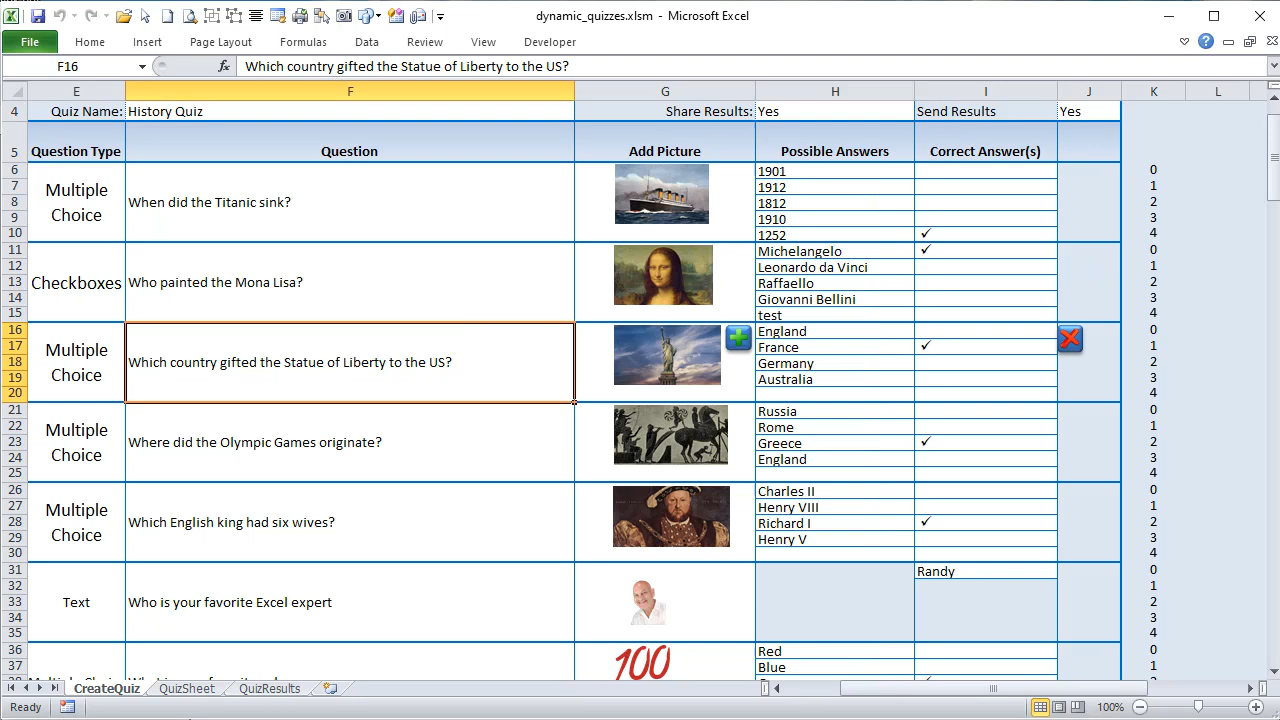 dynamic_quizzes.xlsm - Microsoft Excel
File Home Insert Page Layout Formulas Data Review View Developer
F16 fx Which country gifted the Statue of Liberty to the US?
E F G H I J K L
4 Quiz Name: History Quiz Share Results: Yes Send Results Yes
5 Question Type Question Add Picture Possible Answers Correct Answer(s)
6 1901 0
7 Multiple 1912 1
8 Choice When did the Titanic sink? 1812 2
9 1910 3
10 1252 ✓ 4
11 Michelangelo ✓ 0
12 Leonardo da Vinci 1
13 Checkboxes Who painted the Mona Lisa? Raffaello 2
14 Giovanni Bellini 3
15 test 4
16 England 0
17 Multiple France ✓ 1
18 Choice Which country gifted the Statue of Liberty to the US? Germany 2
19 Australia 3
20 4
21 Russia 0
22 Multiple Rome 1
23 Choice Where did the Olympic Games originate? Greece ✓ 2
24 England 3
25 4
26 Charles II 0
27 Multiple Henry VIII 1
28 Choice Which English king had six wives? Richard I ✓ 2
29 Henry V 3
30 4
31 Randy 0
32 1
33 Text Who is your favorite Excel expert 2
34 3
35 4
36 100 Red 0
37 Blue 1
CreateQuiz QuizSheet QuizResults
Ready 100%